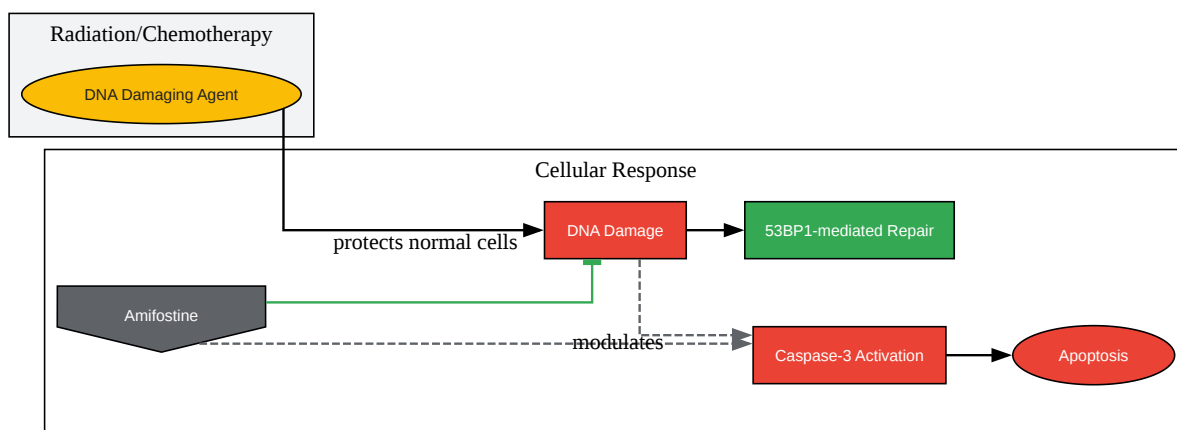 Radiation/Chemotherapy
DNA Damaging Agent
Cellular Response
DNA Damage
53BP1-mediated Repair
protects normal cells
Amifostine
modulates
Caspase-3 Activation
Apoptosis